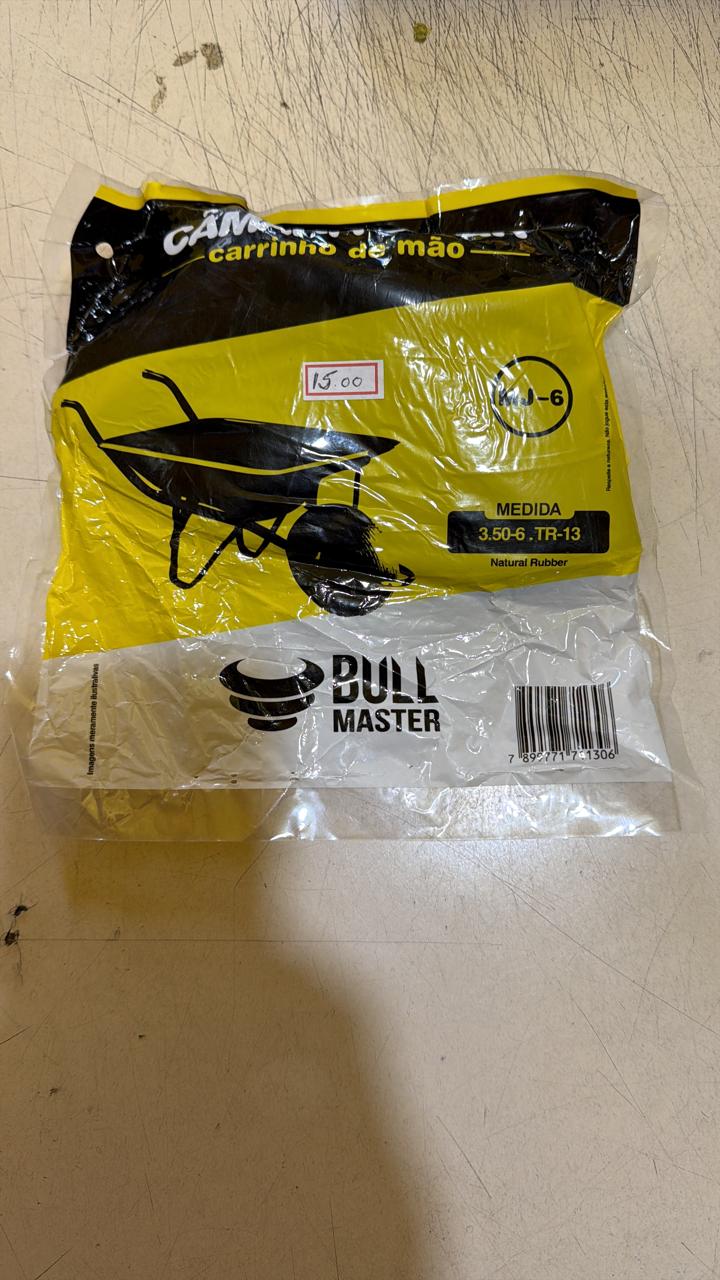 carrinho de mão
15.00
MJ-6
MEDIDA
3.50-6 .TR-13
Natural Rubber
BULL
MASTER
Imagens meramente ilustrativas